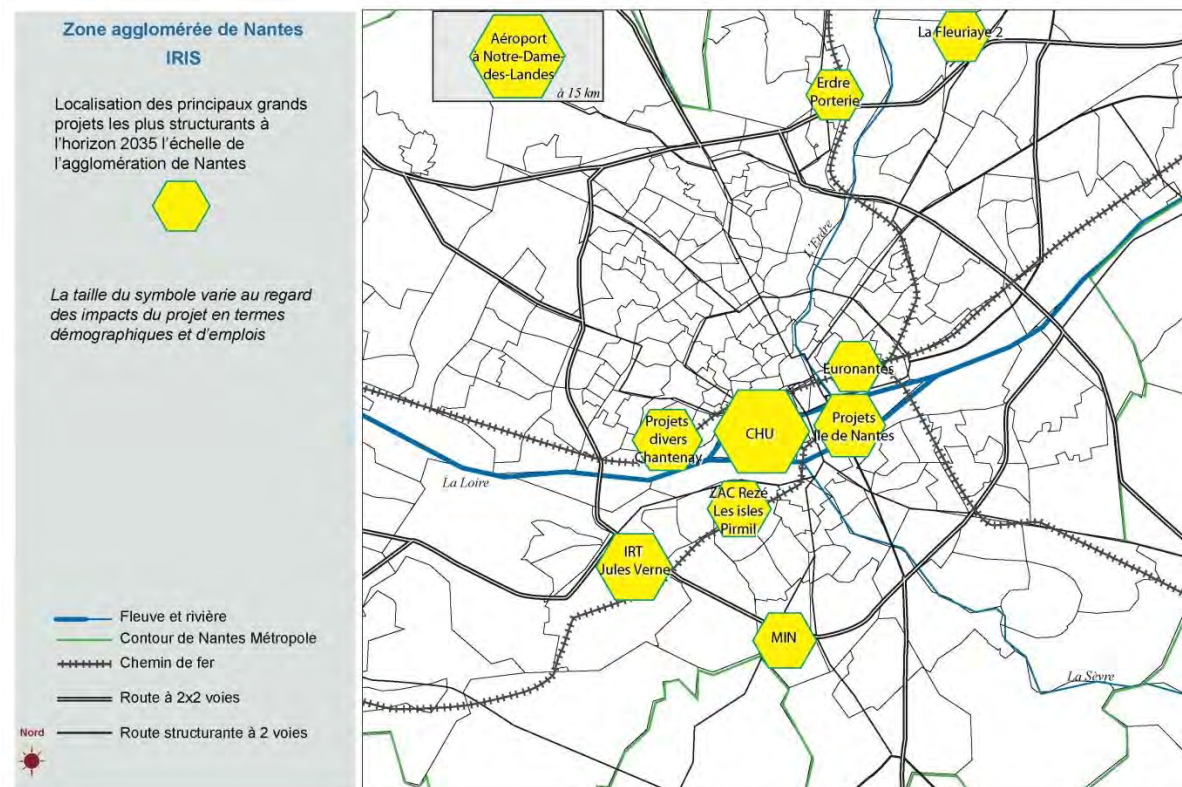 Zone agglomérée de Nantes
IRIS
Localisation des principaux grands
projets les plus structurants à
l'horizon 2035 l'échelle de
l'agglomération de Nantes
La taille du symbole varie au regard
des impacts du projet en termes
démographiques et d'emplois
Fleuve et rivière
Contour de Nantes Métropole
Chemin de fer
Route à 2x2 voies
Route structurante à 2 voies
Nord
Aéroport
à Notre-Dame-
des-Landes
à 15 km
La Fleuriaye 2
Erdre
Porterie
L'Erdre
Euronantes
Projets
Ile de Nantes
CHU
Projets
divers
Chantenay
La Loire
ZAC Rezé
Les isles
Pirmil
IRT
Jules Verne
MIN
La Sèvre